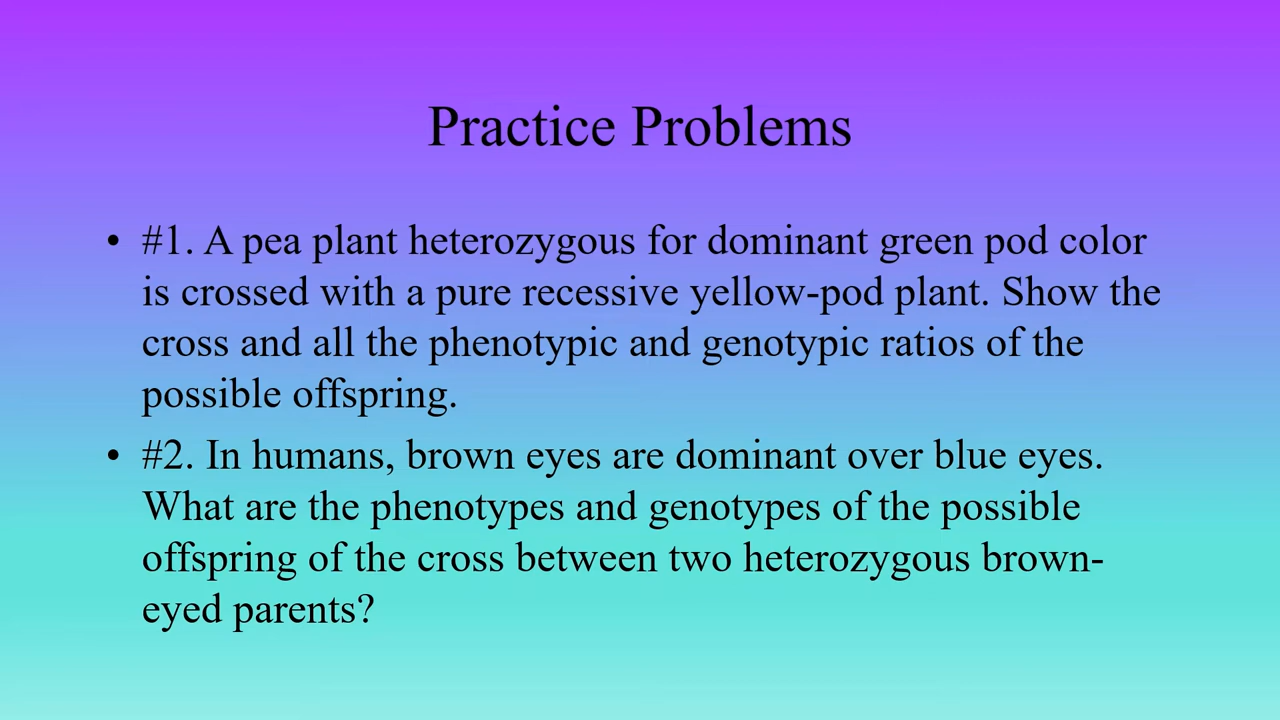 Practice Problems
• #1. A pea plant heterozygous for dominant green pod color
is crossed with a pure recessive yellow-pod plant. Show the
cross and all the phenotypic and genotypic ratios of the
possible offspring.
• #2. In humans, brown eyes are dominant over blue eyes.
What are the phenotypes and genotypes of the possible
offspring of the cross between two heterozygous brown-
eyed parents?